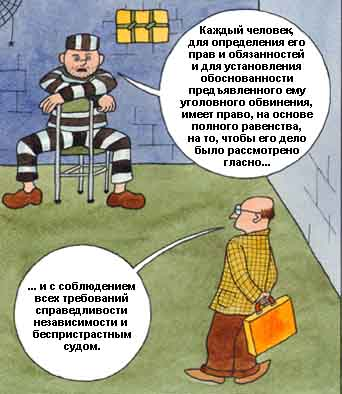 Каждый человек,
для определения его
прав и обязанностей
и для установления
обоснованности
предъявленного ему
уголовного обвинения,
имеет право, на основе
полного равенства,
на то, чтобы его дело
было рассмотрено
гласно...
... и с соблюдением
всех требований
справедливости
независимости и
беспристрастным
судом.